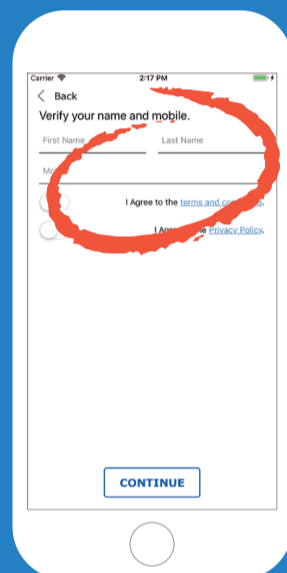 Carrier 2:17 PM
Back
Verify your name and mobile.
First Name Last Name
I Agree to the terms and
I Privacy Policy.
CONTINUE